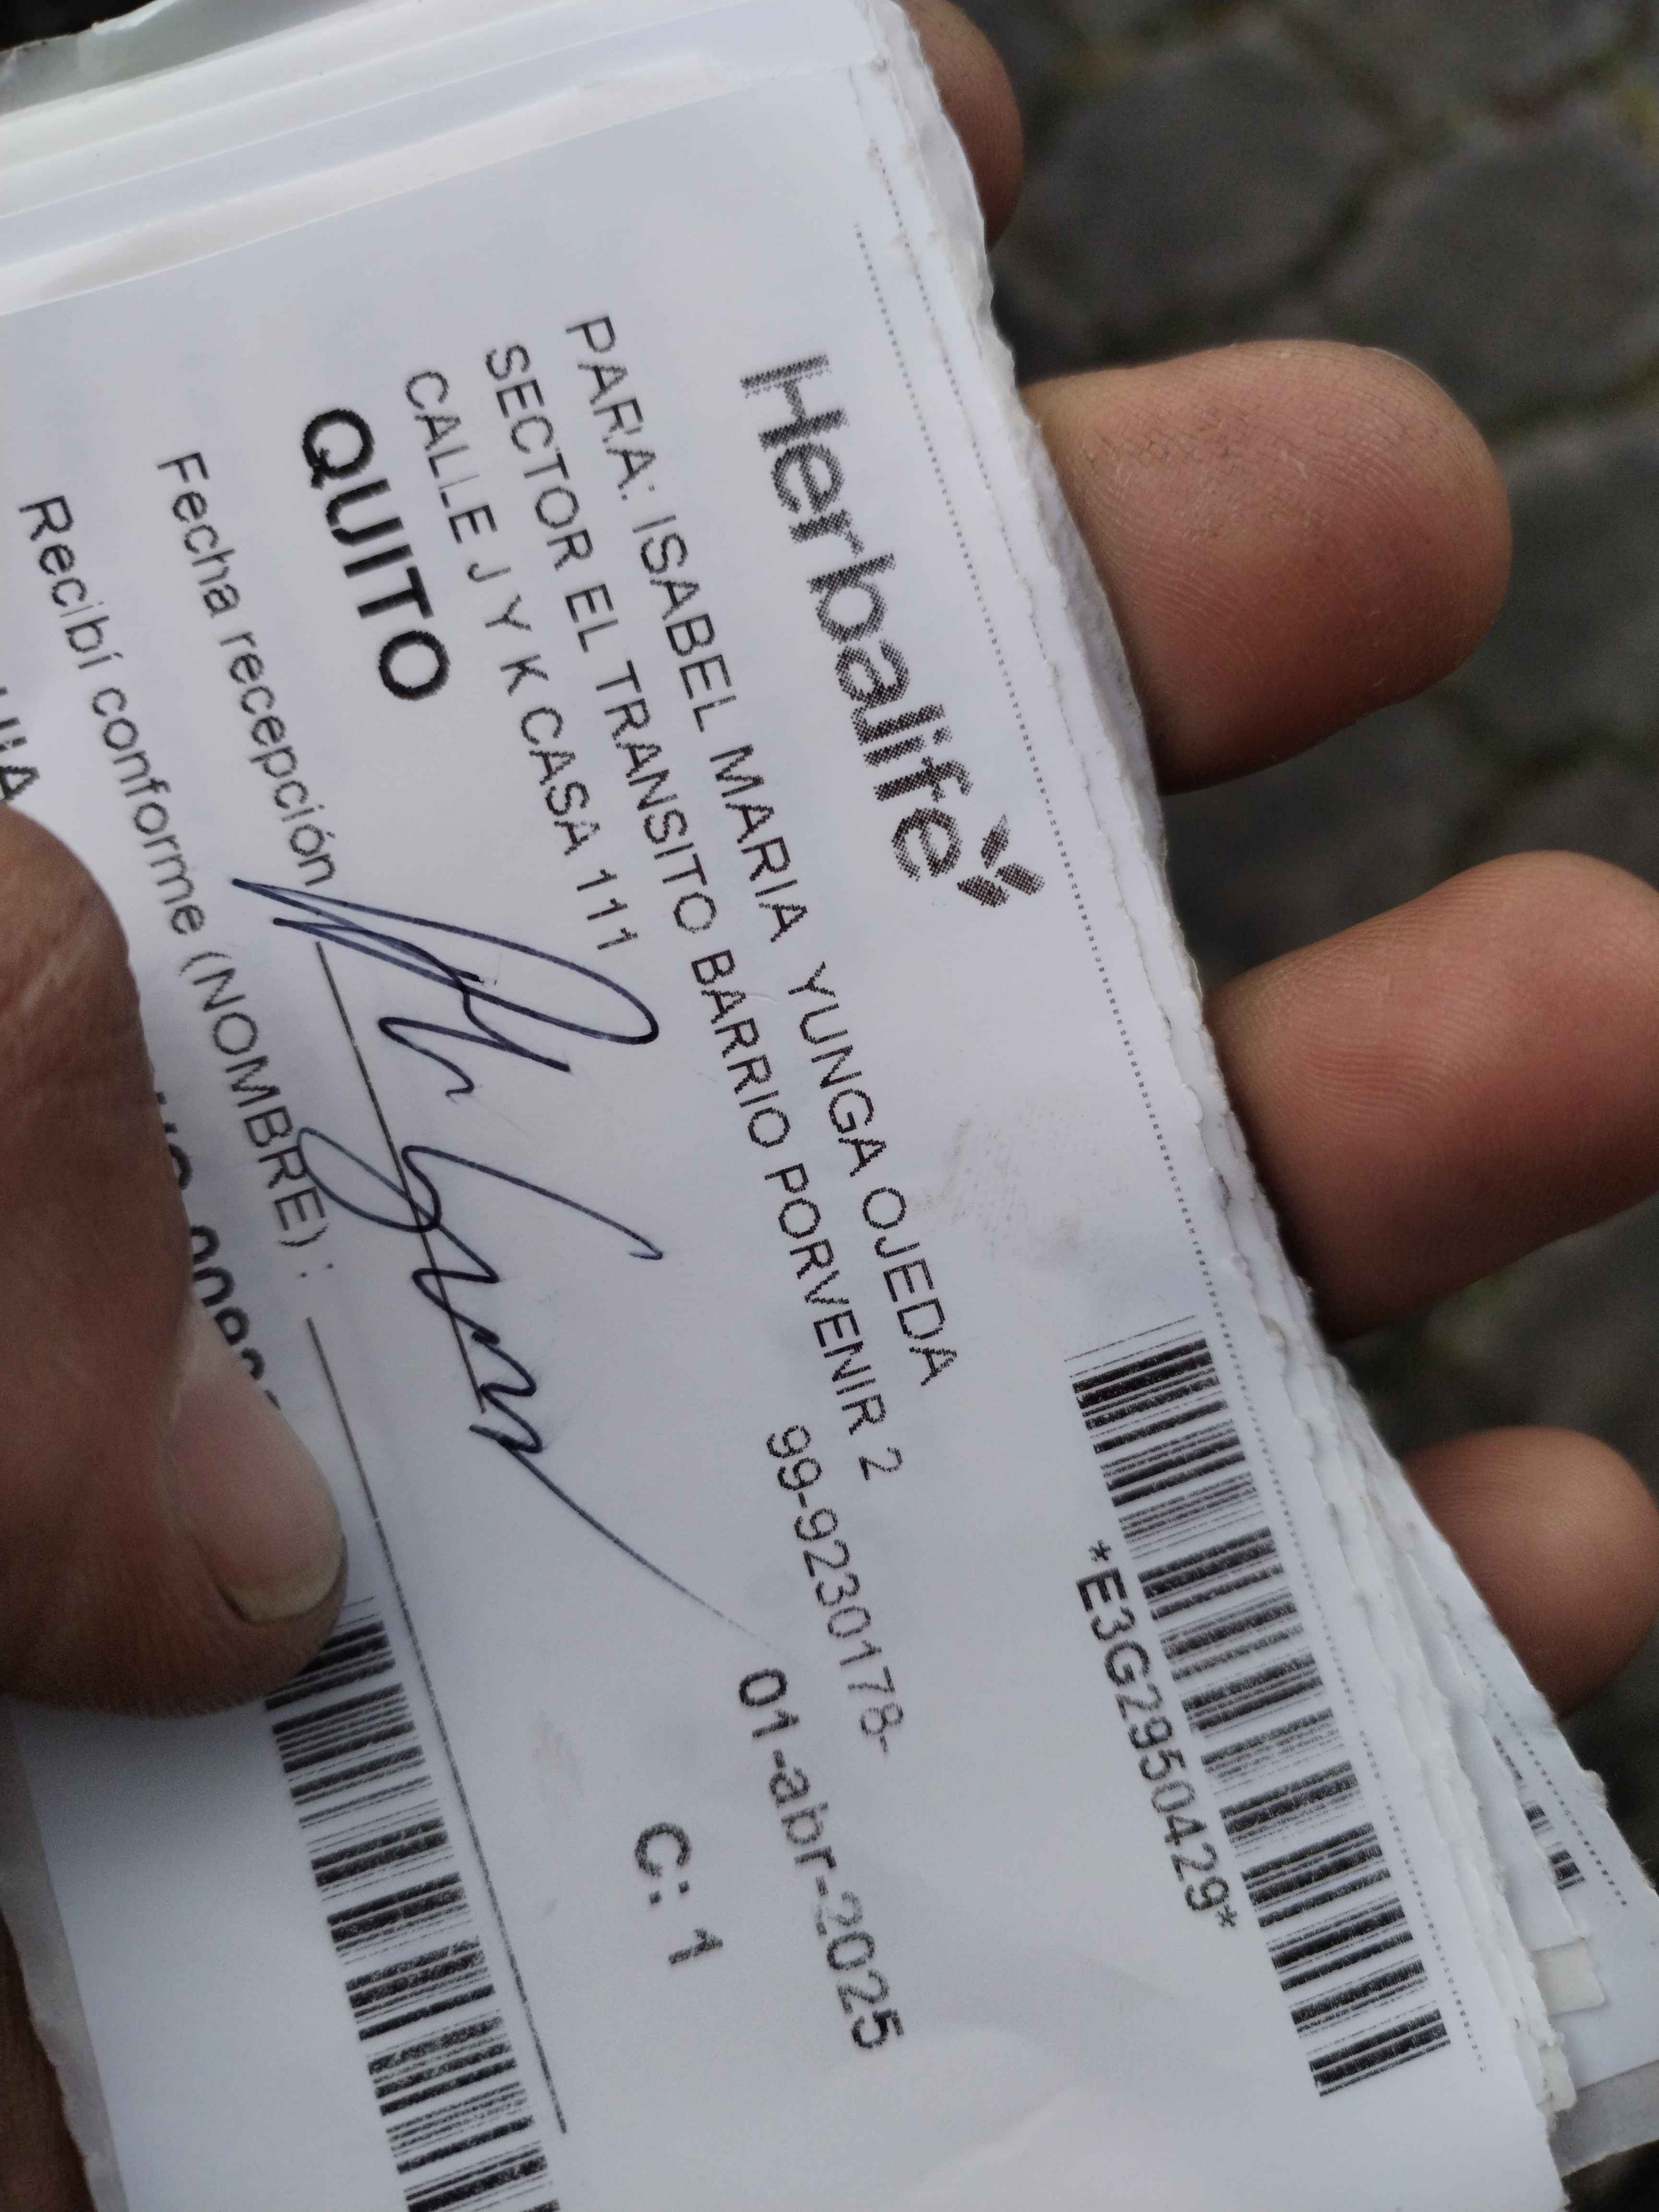 Herbalife
*E3G2950429*
PARA: ISABEL MARIA YUNGA OJEDA
SECTOR EL TRANSITO BARRIO PORVENIR 2
CALLE J Y K CASA 111
99-9230178-
QUITO
01-abr-2025
C: 1
Fecha recepción
Recibí conforme (NOMBRE) :